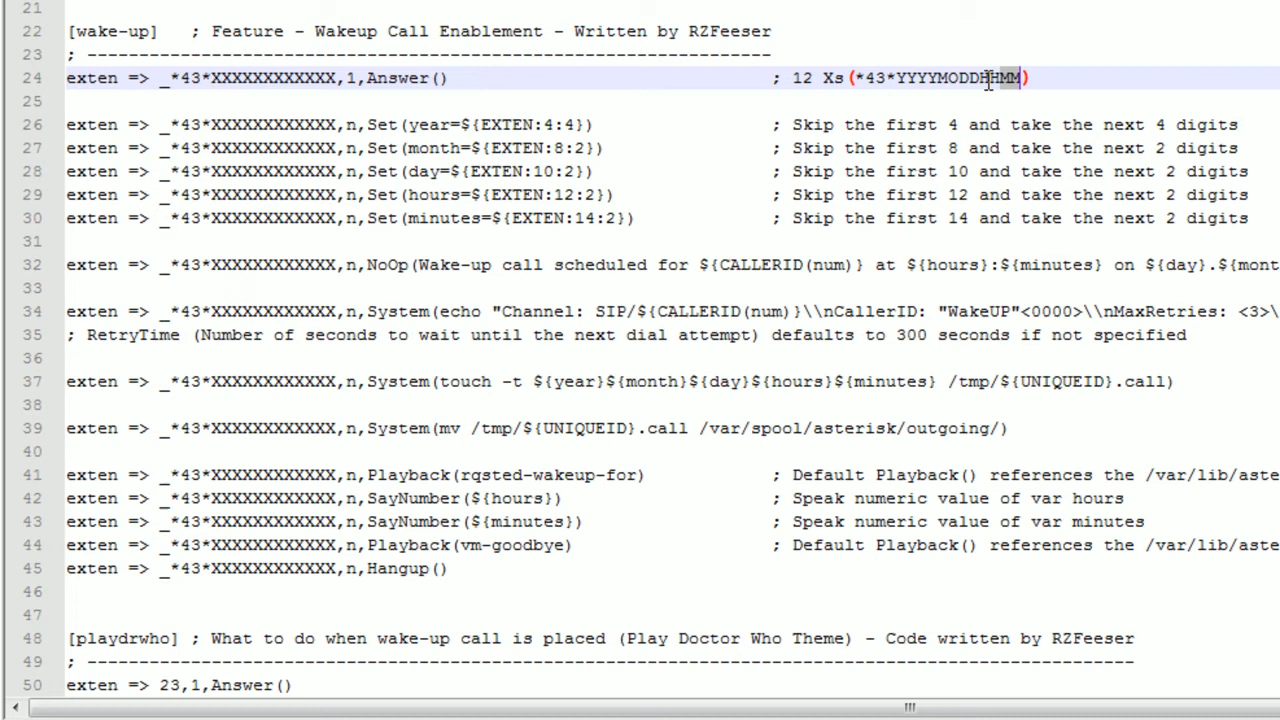 21
22 [wake-up] ; Feature - Wakeup Call Enablement - Written by RZFeeser
23 ; ------------------------------------------------------------------
24 exten => _*43*XXXXXXXXXXXX,1,Answer() ; 12 Xs(*43*YYYYMODDHHMM)
25
26 exten => _*43*XXXXXXXXXXXX,n,Set(year=${EXTEN:4:4}) ; Skip the first 4 and take the next 4 digits
27 exten => _*43*XXXXXXXXXXXX,n,Set(month=${EXTEN:8:2}) ; Skip the first 8 and take the next 2 digits
28 exten => _*43*XXXXXXXXXXXX,n,Set(day=${EXTEN:10:2}) ; Skip the first 10 and take the next 2 digits
29 exten => _*43*XXXXXXXXXXXX,n,Set(hours=${EXTEN:12:2}) ; Skip the first 12 and take the next 2 digits
30 exten => _*43*XXXXXXXXXXXX,n,Set(minutes=${EXTEN:14:2}) ; Skip the first 14 and take the next 2 digits
31
32 exten => _*43*XXXXXXXXXXXX,n,NoOp(Wake-up call scheduled for ${CALLERID(num)} at ${hours}:${minutes} on ${day}.${mont
33
34 exten => _*43*XXXXXXXXXXXX,n,System(echo "Channel: SIP/${CALLERID(num)}\\nCallerID: "WakeUP"<0000>\\nMaxRetries: <3>\
35 ; RetryTime (Number of seconds to wait until the next dial attempt) defaults to 300 seconds if not specified
36
37 exten => _*43*XXXXXXXXXXXX,n,System(touch -t ${year}${month}${day}${hours}${minutes} /tmp/${UNIQUEID}.call)
38
39 exten => _*43*XXXXXXXXXXXX,n,System(mv /tmp/${UNIQUEID}.call /var/spool/asterisk/outgoing/)
40
41 exten => _*43*XXXXXXXXXXXX,n,Playback(rqsted-wakeup-for) ; Default Playback() references the /var/lib/aste
42 exten => _*43*XXXXXXXXXXXX,n,SayNumber(${hours}) ; Speak numeric value of var hours
43 exten => _*43*XXXXXXXXXXXX,n,SayNumber(${minutes}) ; Speak numeric value of var minutes
44 exten => _*43*XXXXXXXXXXXX,n,Playback(vm-goodbye) ; Default Playback() references the /var/lib/aste
45 exten => _*43*XXXXXXXXXXXX,n,Hangup()
46
47
48 [playdrwho] ; What to do when wake-up call is placed (Play Doctor Who Theme) - Code written by RZFeeser
49 ; -----------------------------------------------------------------------------------------------------
50 exten => 23,1,Answer()